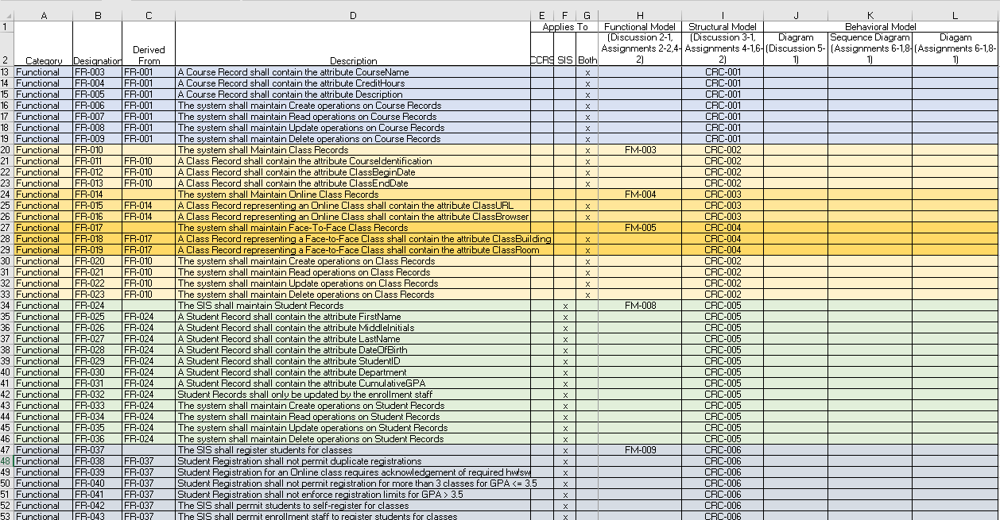 A B C D E F G H I J K L
1 Applies To Functional Model Structural Model Behavioral Model
2 Category Designation Derived From Description CCRS SIS Both (Discussion 2-1, Assignments 2-2,4-2) (Discussion 3-1, Assignments 4-1,6-2) Diagram (Discussion 5-1) Sequence Diagram (Assignments 6-1,8-1) Diagam (Assignments 6-1,8-1)
13 Functional FR-003 FR-001 A Course Record shall contain the attribute CourseName x CRC-001
14 Functional FR-004 FR-001 A Course Record shall contain the attribute CreditHours x CRC-001
15 Functional FR-005 FR-001 A Course Record shall contain the attribute Description x CRC-001
16 Functional FR-006 FR-001 The system shall maintain Create operations on Course Records x CRC-001
17 Functional FR-007 FR-001 The system shall maintain Read operations on Course Records x CRC-001
18 Functional FR-008 FR-001 The system shall maintain Update operations on Course Records x CRC-001
19 Functional FR-009 FR-001 The system shall maintain Delete operations on Course Records x CRC-001
20 Functional FR-010 The system shall Maintain Class Records x FM-003 CRC-002
21 Functional FR-011 FR-010 A Class Record shall contain the attribute CourseIdentification x CRC-002
22 Functional FR-012 FR-010 A Class Record shall contain the attribute ClassBeginDate x CRC-002
23 Functional FR-013 FR-010 A Class Record shall contain the attribute ClassEndDate x CRC-002
24 Functional FR-014 The system shall Maintain Online Class Records FM-004 CRC-003
25 Functional FR-015 FR-014 A Class Record representing an Online Class shall contain the attribute ClassURL x CRC-003
26 Functional FR-016 FR-014 A Class Record representing an Online Class shall contain the attribute ClassBrowser x CRC-003
27 Functional FR-017 The system shall maintain Face-To-Face Class Records FM-005 CRC-004
28 Functional FR-018 FR-017 A Class Record representing a Face-to-Face Class shall contain the attribute ClassBuilding x CRC-004
29 Functional FR-019 FR-017 A Class Record representing a Face-to-Face Class shall contain the attribute ClassRoom x CRC-004
30 Functional FR-020 FR-010 The system shall maintain Create operations on Class Records x CRC-002
31 Functional FR-021 FR-010 The system shall maintain Read operations on Class Records x CRC-002
32 Functional FR-022 FR-010 The system shall maintain Update operations on Class Records x CRC-002
33 Functional FR-023 FR-010 The system shall maintain Delete operations on Class Records x CRC-002
34 Functional FR-024 The SIS shall maintain Student Records x FM-008 CRC-005
35 Functional FR-025 FR-024 A Student Record shall contain the attribute FirstName x CRC-005
36 Functional FR-026 FR-024 A Student Record shall contain the attribute MiddleInitials x CRC-005
37 Functional FR-027 FR-024 A Student Record shall contain the attribute LastName x CRC-005
38 Functional FR-028 FR-024 A Student Record shall contain the attribute DateOfBirth x CRC-005
39 Functional FR-029 FR-024 A Student Record shall contain the attribute StudentID x CRC-005
40 Functional FR-030 FR-024 A Student Record shall contain the attribute Department x CRC-005
41 Functional FR-031 FR-024 A Student Record shall contain the attribute CumulativeGPA x CRC-005
42 Functional FR-032 FR-024 Student Records shall only be updated by the enrollment staff x CRC-005
43 Functional FR-033 FR-024 The system shall maintain Create operations on Student Records x CRC-005
44 Functional FR-034 FR-024 The system shall maintain Read operations on Student Records x CRC-005
45 Functional FR-035 FR-024 The system shall maintain Update operations on Student Records x CRC-005
46 Functional FR-036 FR-024 The system shall maintain Delete operations on Student Records x CRC-005
47 Functional FR-037 The SIS shall register students for classes x FM-009 CRC-006
48 Functional FR-038 FR-037 Student Registration shall not permit duplicate registrations x CRC-006
49 Functional FR-039 FR-037 Student Registration for an Online class requires acknowledgement of required hw/sw x CRC-006
50 Functional FR-040 FR-037 Student Registration shall not permit registration for more than 3 classes for GPA <= 3.5 x CRC-006
51 Functional FR-041 FR-037 Student Registration shall not enforce registration limits for GPA > 3.5 x CRC-006
52 Functional FR-042 FR-037 The SIS shall permit students to self-register for classes x CRC-006
53 Functional FR-043 FR-037 The SIS shall permit enrollment staff to register students for classes x CRC-006